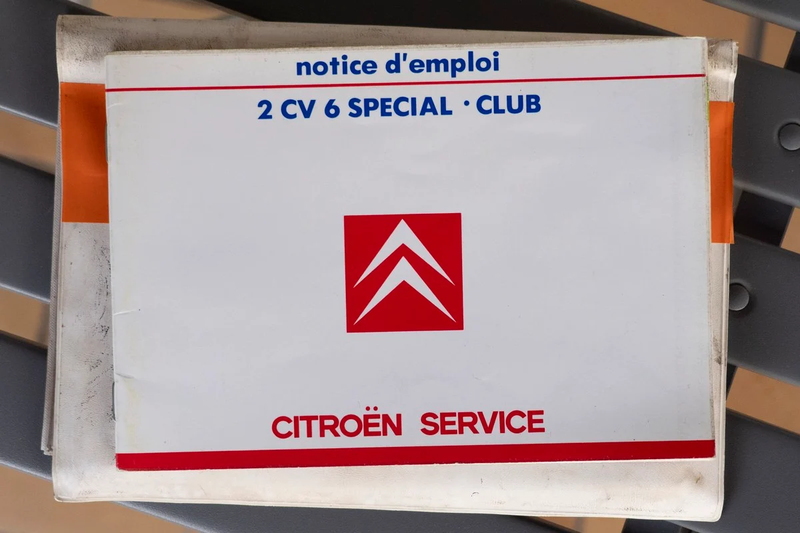 notice d'emploi
2 CV 6 SPECIAL · CLUB
CITROËN SERVICE